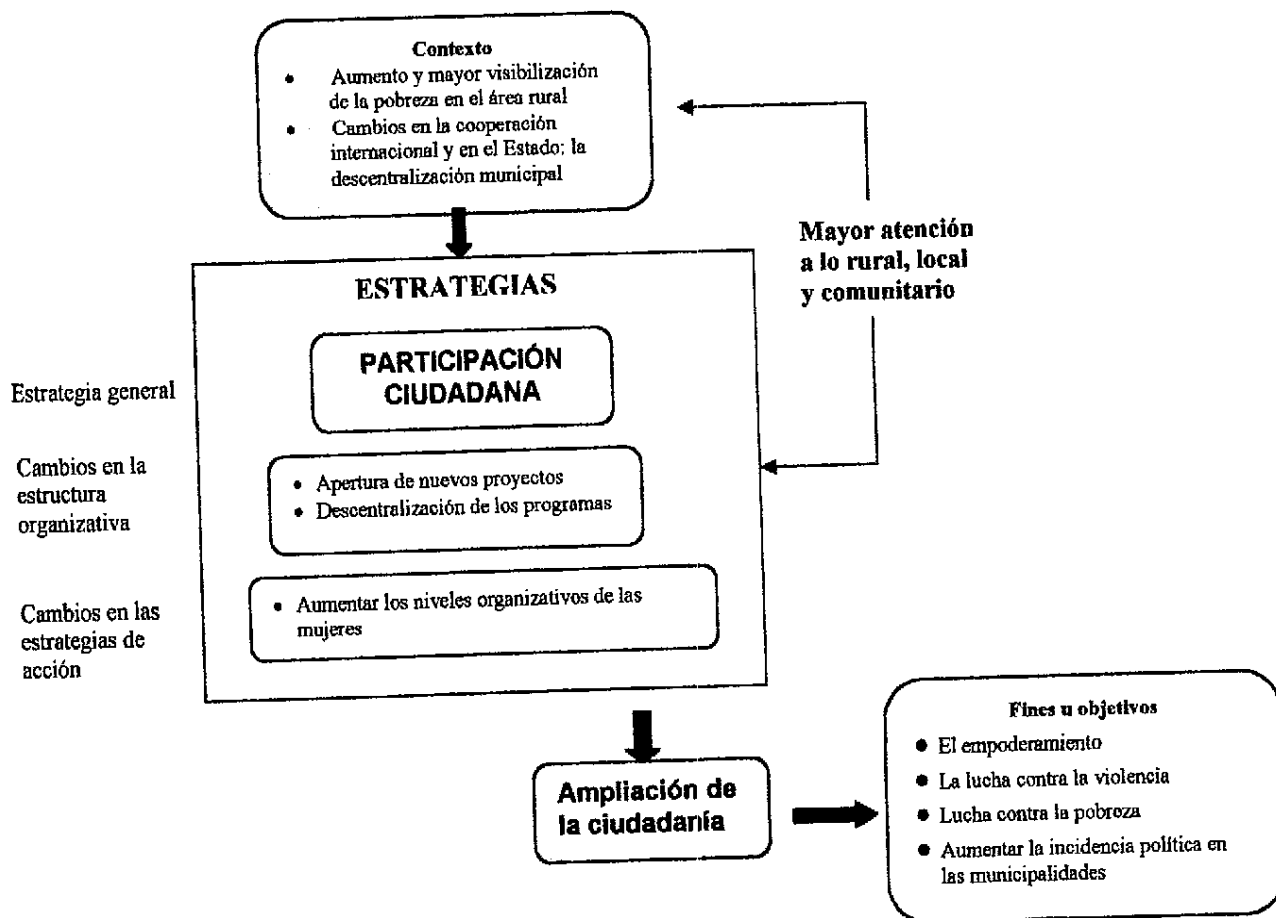 Contexto
• Aumento y mayor visibilización
de la pobreza en el área rural
• Cambios en la cooperación
internacional y en el Estado: la
descentralización municipal
Mayor atención
a lo rural, local
y comunitario
ESTRATEGIAS
Estrategia general
PARTICIPACIÓN
CIUDADANA
Cambios en la
estructura
organizativa
• Apertura de nuevos proyectos
• Descentralización de los programas
Cambios en las
estrategias de
acción
• Aumentar los niveles organizativos de las
mujeres
Ampliación de
la ciudadanía
Fines u objetivos
• El empoderamiento
• La lucha contra la violencia
• Lucha contra la pobreza
• Aumentar la incidencia política en
las municipalidades